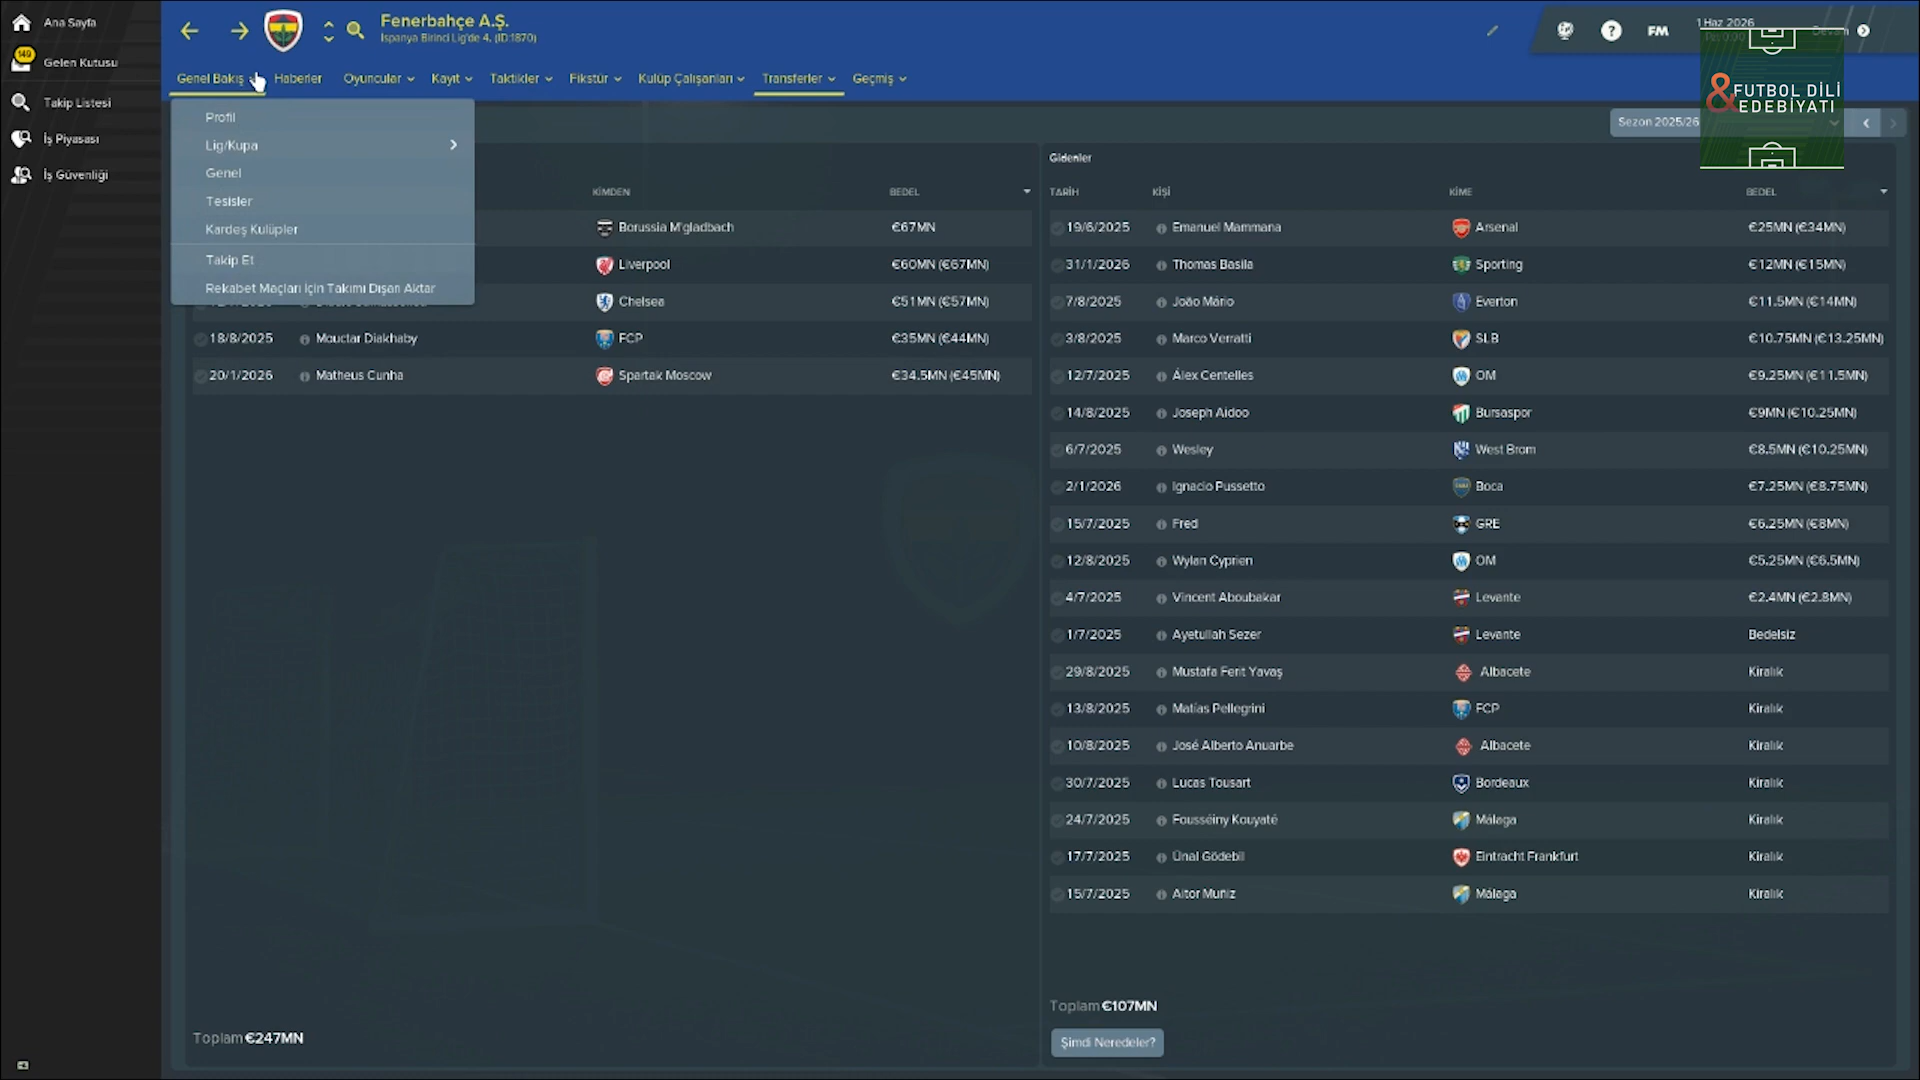 Ana Sayfa
149
Gelen Kutusu
Takip Listesi
İş Piyasası
İş Güvenliği
Fenerbahçe A.Ş.
İspanya Birinci Lig'de 4. (ID:1870)
FM
1 Haz 2026
Devam
Genel Bakış
Haberler
Oyuncular
Kayıt
Taktikler
Fikstür
Kulüp Çalışanları
Transferler
Geçmiş
& FUTBOL DİLİ
EDEBİYATI
Profil
Lig/Kupa
Genel
Tesisler
Kardeş Kulüpler
Takip Et
Rekabet Maçları İçin Takımı Dışarı Aktar
Sezon 2025/26
KİMDEN BEDEL
Borussia M'gladbach €67MN
Liverpool €60MN (€67MN)
Chelsea €51MN (€57MN)
18/8/2025 Mouctar Diakhaby FCP €35MN (€44MN)
20/1/2026 Matheus Cunha Spartak Moscow €34.5MN (€45MN)
Toplam €247MN
Gidenler
TARİH KİŞİ KİME BEDEL
19/6/2025 Emanuel Mammana Arsenal €25MN (€34MN)
31/1/2026 Thomas Basila Sporting €12MN (€15MN)
7/8/2025 João Mário Everton €11.5MN (€14MN)
3/8/2025 Marco Verratti SLB €10.75MN (€13.25MN)
12/7/2025 Álex Centelles OM €9.25MN (€11.5MN)
14/8/2025 Joseph Aidoo Bursaspor €9MN (€10.25MN)
6/7/2025 Wesley West Brom €8.5MN (€10.25MN)
2/1/2026 Ignacio Pussetto Boca €7.25MN (€8.75MN)
15/7/2025 Fred GRE €6.25MN (€8MN)
12/8/2025 Wylan Cyprien OM €5.25MN (€6.5MN)
4/7/2025 Vincent Aboubakar Levante €2.4MN (€2.8MN)
1/7/2025 Ayetullah Sezer Levante Bedelsiz
29/8/2025 Mustafa Ferit Yavaş Albacete Kiralık
13/8/2025 Matías Pellegrini FCP Kiralık
10/8/2025 José Alberto Anuarbe Albacete Kiralık
30/7/2025 Lucas Tousart Bordeaux Kiralık
24/7/2025 Fousséiny Kouyaté Málaga Kiralık
17/7/2025 Ünal Gödebil Eintracht Frankfurt Kiralık
15/7/2025 Aitor Muñiz Málaga Kiralık
Toplam €107MN
Şimdi Neredeler?